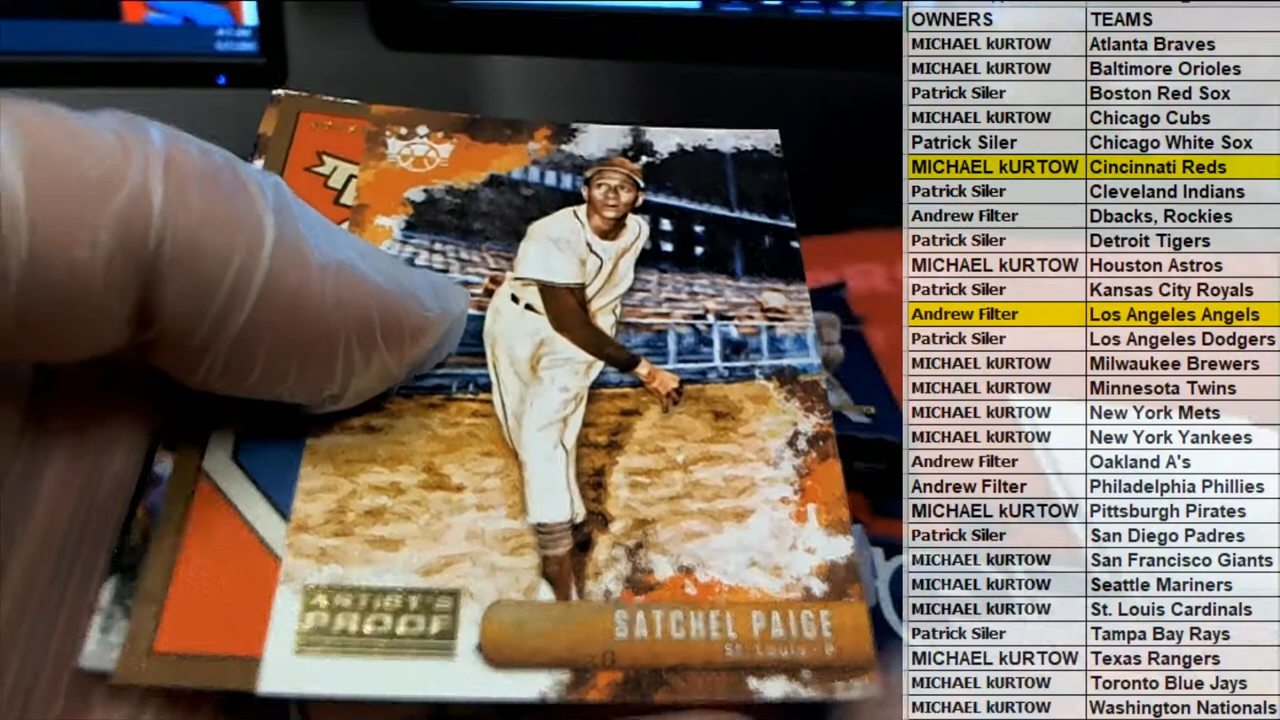 ARTIST'S
PROOF
SATCHEL PAIGE
St. Louis - P
OWNERS TEAMS
MICHAEL kURTOW Atlanta Braves
MICHAEL kURTOW Baltimore Orioles
Patrick Siler Boston Red Sox
MICHAEL kURTOW Chicago Cubs
Patrick Siler Chicago White Sox
MICHAEL kURTOW Cincinnati Reds
Patrick Siler Cleveland Indians
Andrew Filter Dbacks, Rockies
Patrick Siler Detroit Tigers
MICHAEL kURTOW Houston Astros
Patrick Siler Kansas City Royals
Andrew Filter Los Angeles Angels
Patrick Siler Los Angeles Dodgers
MICHAEL kURTOW Milwaukee Brewers
MICHAEL kURTOW Minnesota Twins
MICHAEL kURTOW New York Mets
MICHAEL kURTOW New York Yankees
Andrew Filter Oakland A's
Andrew Filter Philadelphia Phillies
MICHAEL kURTOW Pittsburgh Pirates
Patrick Siler San Diego Padres
MICHAEL kURTOW San Francisco Giants
MICHAEL kURTOW Seattle Mariners
MICHAEL kURTOW St. Louis Cardinals
Patrick Siler Tampa Bay Rays
MICHAEL kURTOW Texas Rangers
MICHAEL kURTOW Toronto Blue Jays
MICHAEL kURTOW Washington Nationals